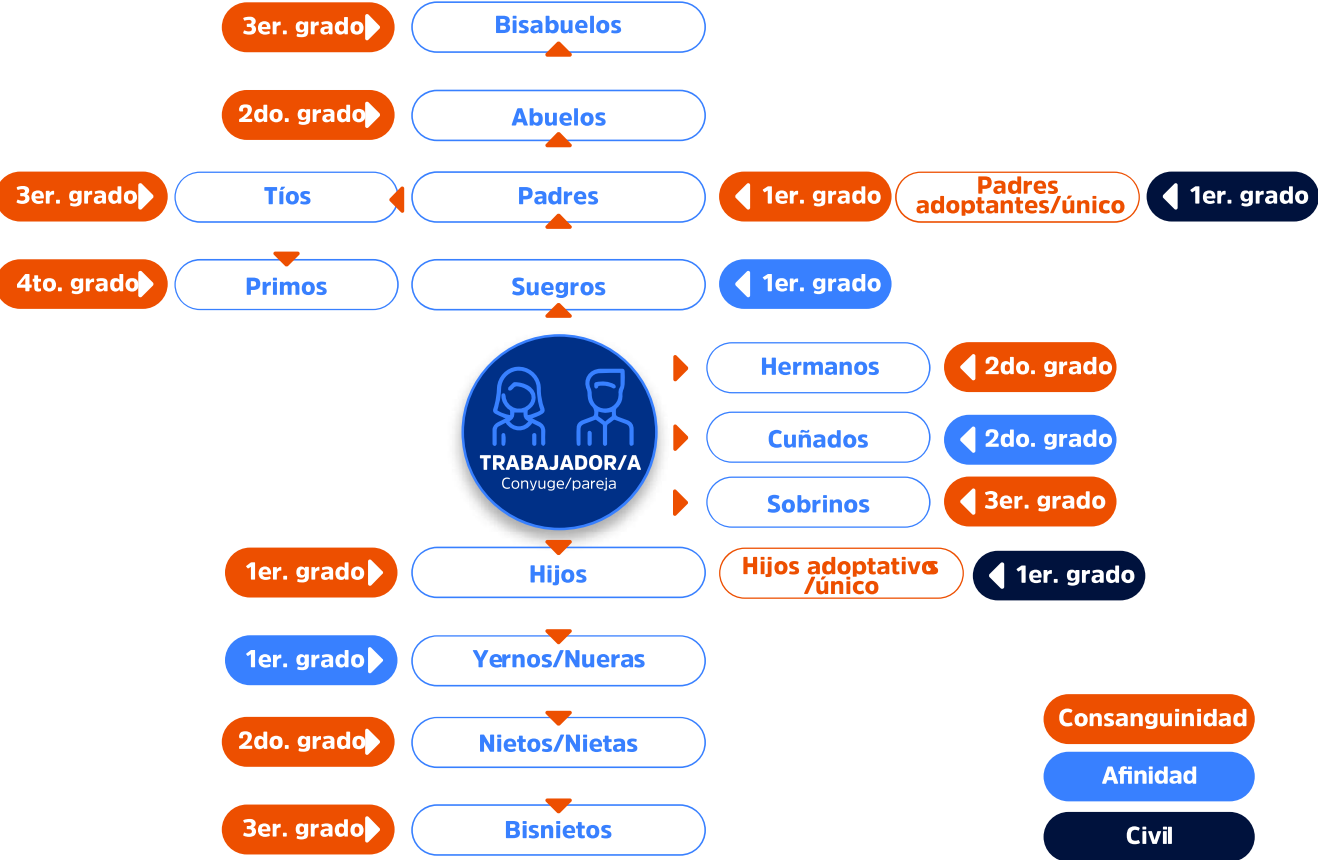 3er. grado
Bisabuelos
2do. grado
Abuelos
3er. grado
Tíos
Padres
1er. grado
Padres
adoptantes/único
1er. grado
4to. grado
Primos
Suegros
1er. grado
Hermanos
2do. grado
Cuñados
2do. grado
TRABAJADOR/A
Conyuge/pareja
Sobrinos
3er. grado
1er. grado
Hijos
Hijos adoptativos
/único
1er. grado
1er. grado
Yernos/Nueras
2do. grado
Nietos/Nietas
3er. grado
Bisnietos
Consanguinidad
Afinidad
Civil